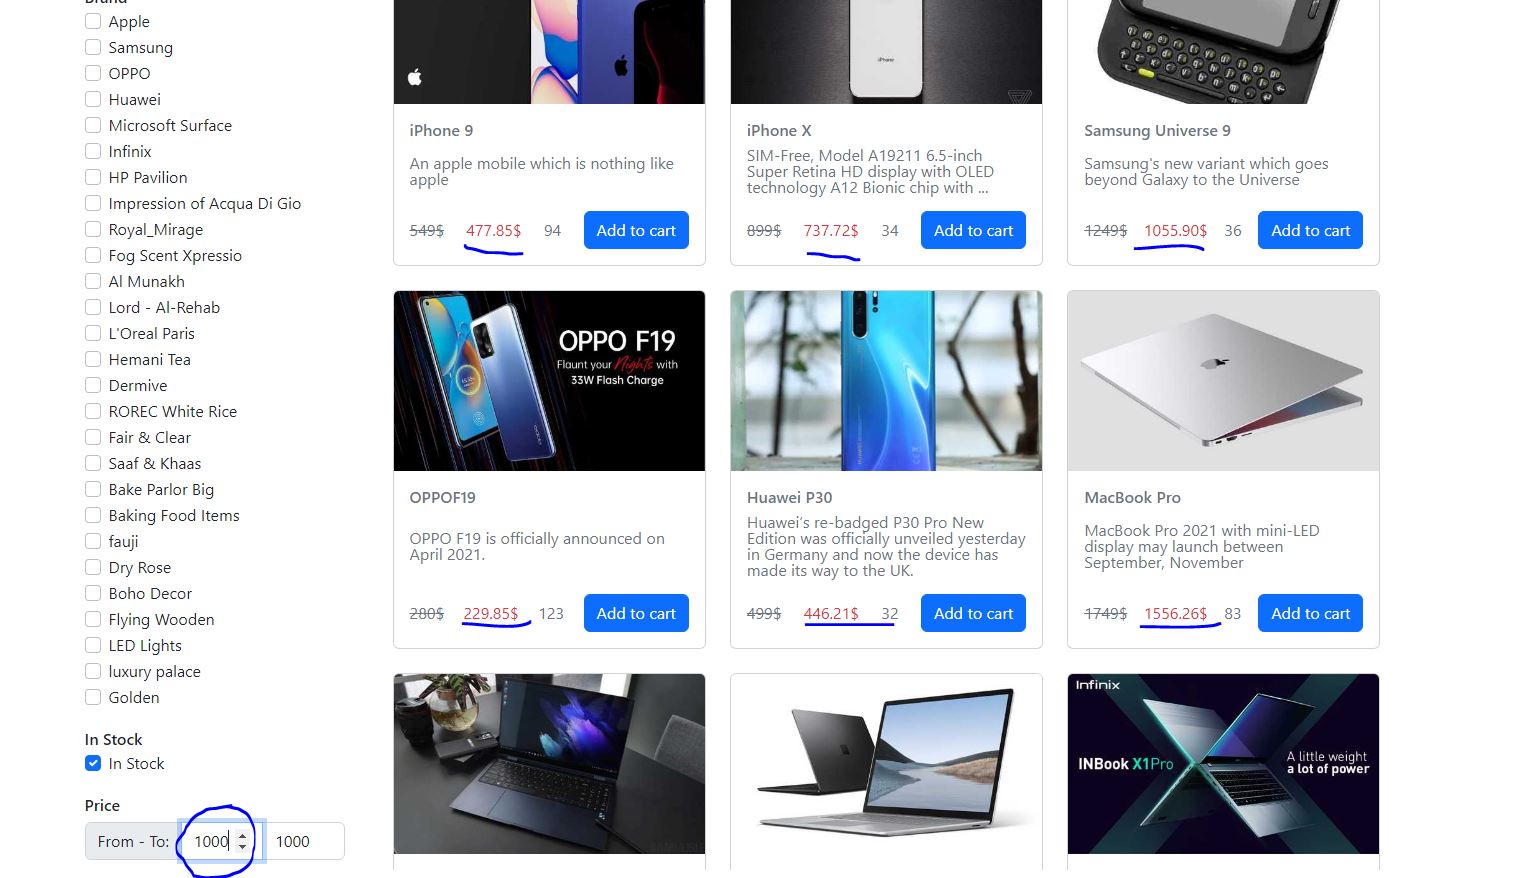 Brand
Apple
Samsung
OPPO
Huawei
Microsoft Surface
Infinix
HP Pavilion
Impression of Acqua Di Gio
Royal_Mirage
Fog Scent Xpressio
Al Munakh
Lord - Al-Rehab
L'Oreal Paris
Hemani Tea
Dermive
ROREC White Rice
Fair & Clear
Saaf & Khaas
Bake Parlor Big
Baking Food Items
fauji
Dry Rose
Boho Decor
Flying Wooden
LED Lights
luxury palace
Golden
In Stock
In Stock
Price
From - To: 1000 1000
iPhone 9
An apple mobile which is nothing like
apple
549$ 477.85$ 94 Add to cart
iPhone
iPhone X
SIM-Free, Model A19211 6.5-inch
Super Retina HD display with OLED
technology A12 Bionic chip with ...
899$ 737.72$ 34 Add to cart
Samsung Universe 9
Samsung's new variant which goes
beyond Galaxy to the Universe
1249$ 1055.90$ 36 Add to cart
OPPO F19
Flaunt your Nights with
33W Flash Charge
OPPOF19
OPPO F19 is officially announced on
April 2021.
280$ 229.85$ 123 Add to cart
Huawei P30
Huawei’s re-badged P30 Pro New
Edition was officially unveiled yesterday
in Germany and now the device has
made its way to the UK.
499$ 446.21$ 32 Add to cart
MacBook Pro
MacBook Pro 2021 with mini-LED
display may launch between
September, November
1749$ 1556.26$ 83 Add to cart
Infinix
INBook X1Pro
A little weight
a lot of power